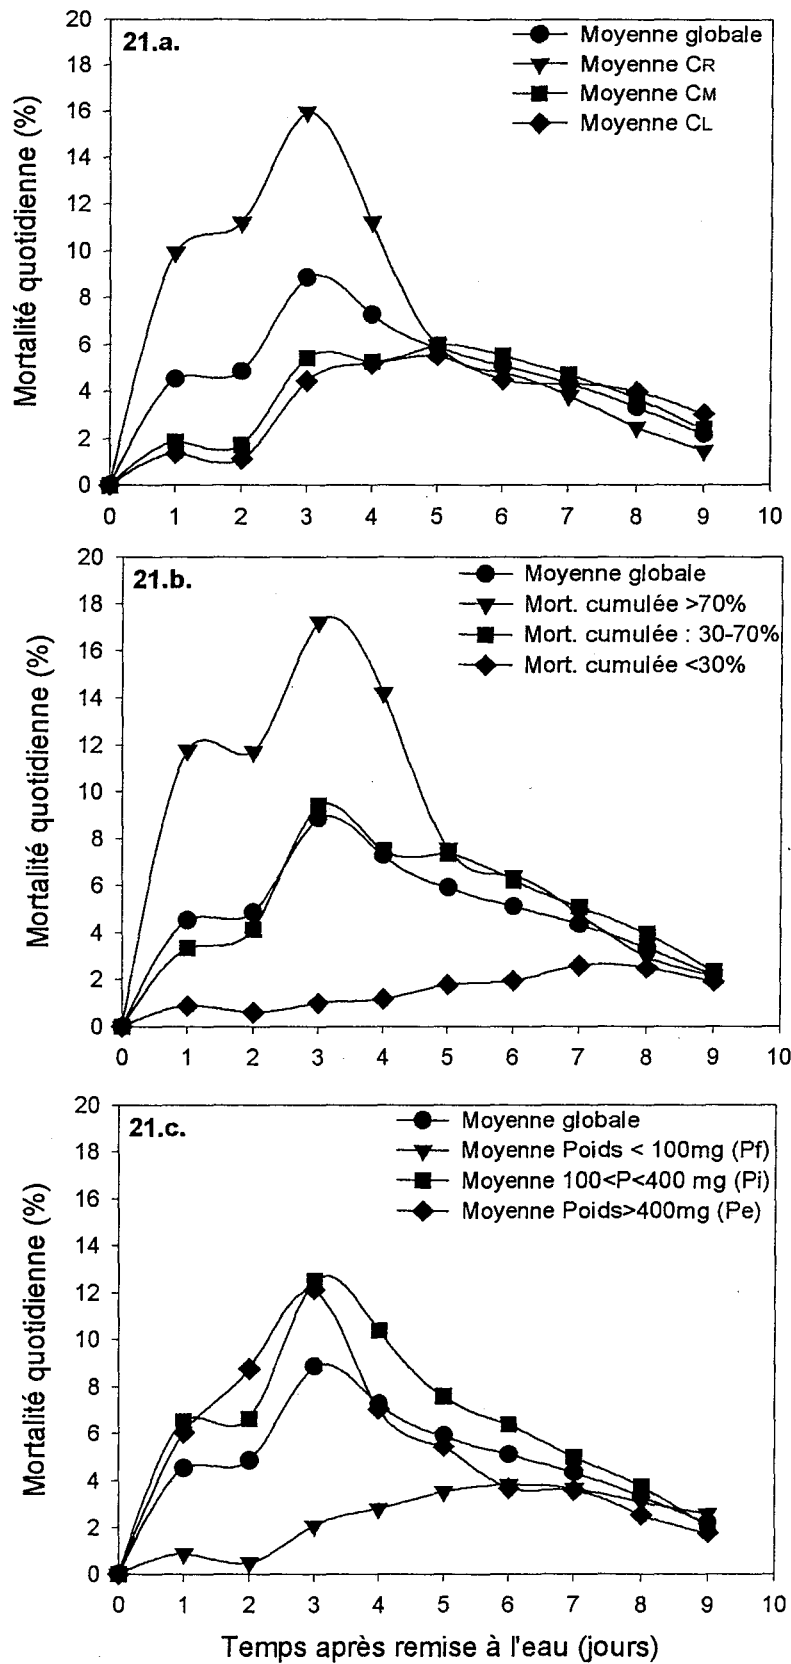 21.a.
Moyenne globale
Moyenne CR
Moyenne CM
Moyenne CL
Mortalité quotidienne (%)
20
18
16
14
12
10
8
6
4
2
0
0 1 2 3 4 5 6 7 8 9 10
21.b.
Moyenne globale
Mort. cumulée >70%
Mort. cumulée : 30-70%
Mort. cumulée <30%
Mortalité quotidienne (%)
20
18
16
14
12
10
8
6
4
2
0
0 1 2 3 4 5 6 7 8 9 10
21.c.
Moyenne globale
Moyenne Poids < 100mg (Pf)
Moyenne 100<P<400 mg (Pi)
Moyenne Poids>400mg (Pe)
Mortalité quotidienne (%)
20
18
16
14
12
10
8
6
4
2
0
0 1 2 3 4 5 6 7 8 9 10
Temps après remise à l'eau (jours)